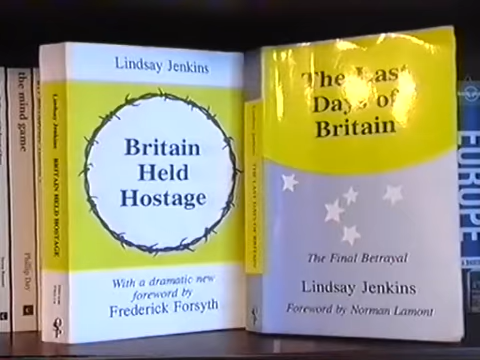 the mind game
Phillip Day
Lindsay Jenkins BRITAIN HELD HOSTAGE
Lindsay Jenkins
Britain
Held
Hostage
With a dramatic new
foreword by
Frederick Forsyth
THE LAST DAYS OF BRITAIN
The Last
Days of
Britain
The Final Betrayal
Lindsay Jenkins
Foreword by Norman Lamont
EUROPE